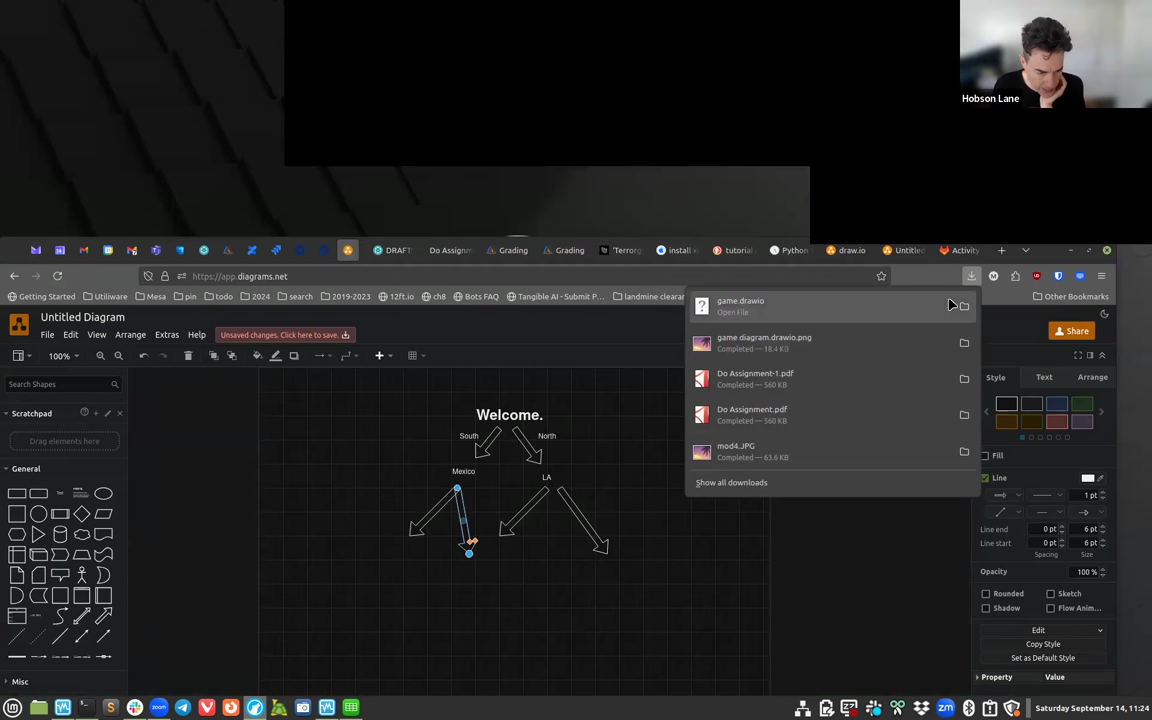 Hobson Lane
DRAFT
Do Assignm
Grading
Grading
'Terrorg
install x
tutorial
Python
draw.io
Untitled
Activity
https://app.diagrams.net
Getting Started
Utiliware
Mesa
pin
todo
2024
search
2019-2023
12ft.io
ch8
Bots FAQ
Tangible AI - Submit P...
landmine clearan
Other Bookmarks
Untitled Diagram
File Edit View Arrange Extras Help
Unsaved changes. Click here to save.
Share
100%
Search Shapes
Scratchpad
Drag elements here
General
Misc
Welcome.
South
North
Mexico
LA
game.drawio
Open File
game diagram.drawio.png
Completed — 18.4 KB
Do Assignment-1.pdf
Completed — 560 KB
Do Assignment.pdf
Completed — 560 KB
mod4.JPG
Completed — 63.6 KB
Show all downloads
Style
Text
Arrange
Fill
Line
1 pt
Line end
0 pt
6 pt
Line start
0 pt
6 pt
Spacing
Size
Opacity
100 %
Rounded
Sketch
Shadow
Flow Anim...
Edit
Copy Style
Set as Default Style
Property
Value
Saturday September 14, 11:24